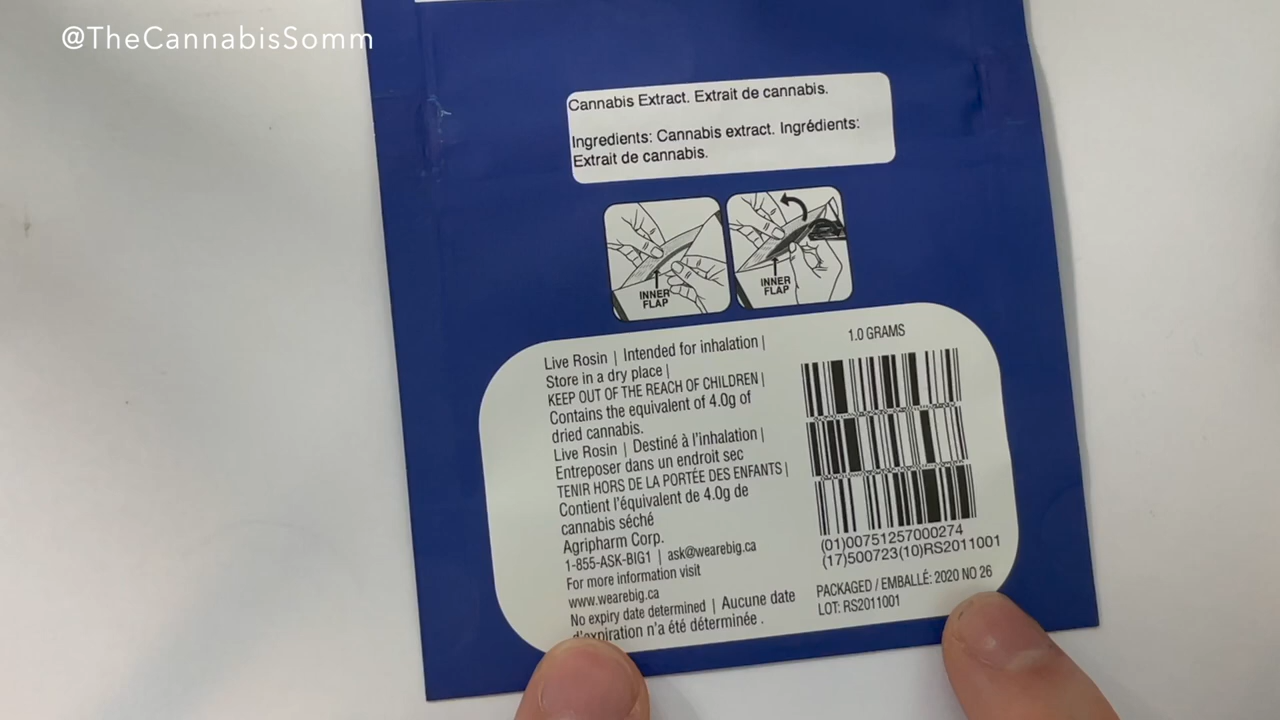 @TheCannabisSomm
Cannabis Extract. Extrait de cannabis.
Ingredients: Cannabis extract. Ingrédients:
Extrait de cannabis.
INNER
FLAP
INNER
FLAP
Live Rosin | Intended for inhalation |
Store in a dry place |
KEEP OUT OF THE REACH OF CHILDREN |
Contains the equivalent of 4.0g of
dried cannabis.
Live Rosin | Destiné à l'inhalation |
Entreposer dans un endroit sec
TENIR HORS DE LA PORTÉE DES ENFANTS |
Contient l'équivalent de 4.0g de
cannabis séché
Agripharm Corp.
1-855-ASK-BIG1 | ask@wearebig.ca
For more information visit
www.wearebig.ca
No expiry date determined | Aucune date
d'expiration n'a été déterminée .
1.0 GRAMS
(01)00751257000274
(17)500723(10)RS2011001
PACKAGED / EMBALLÉ: 2020 NO 26
LOT: RS2011001